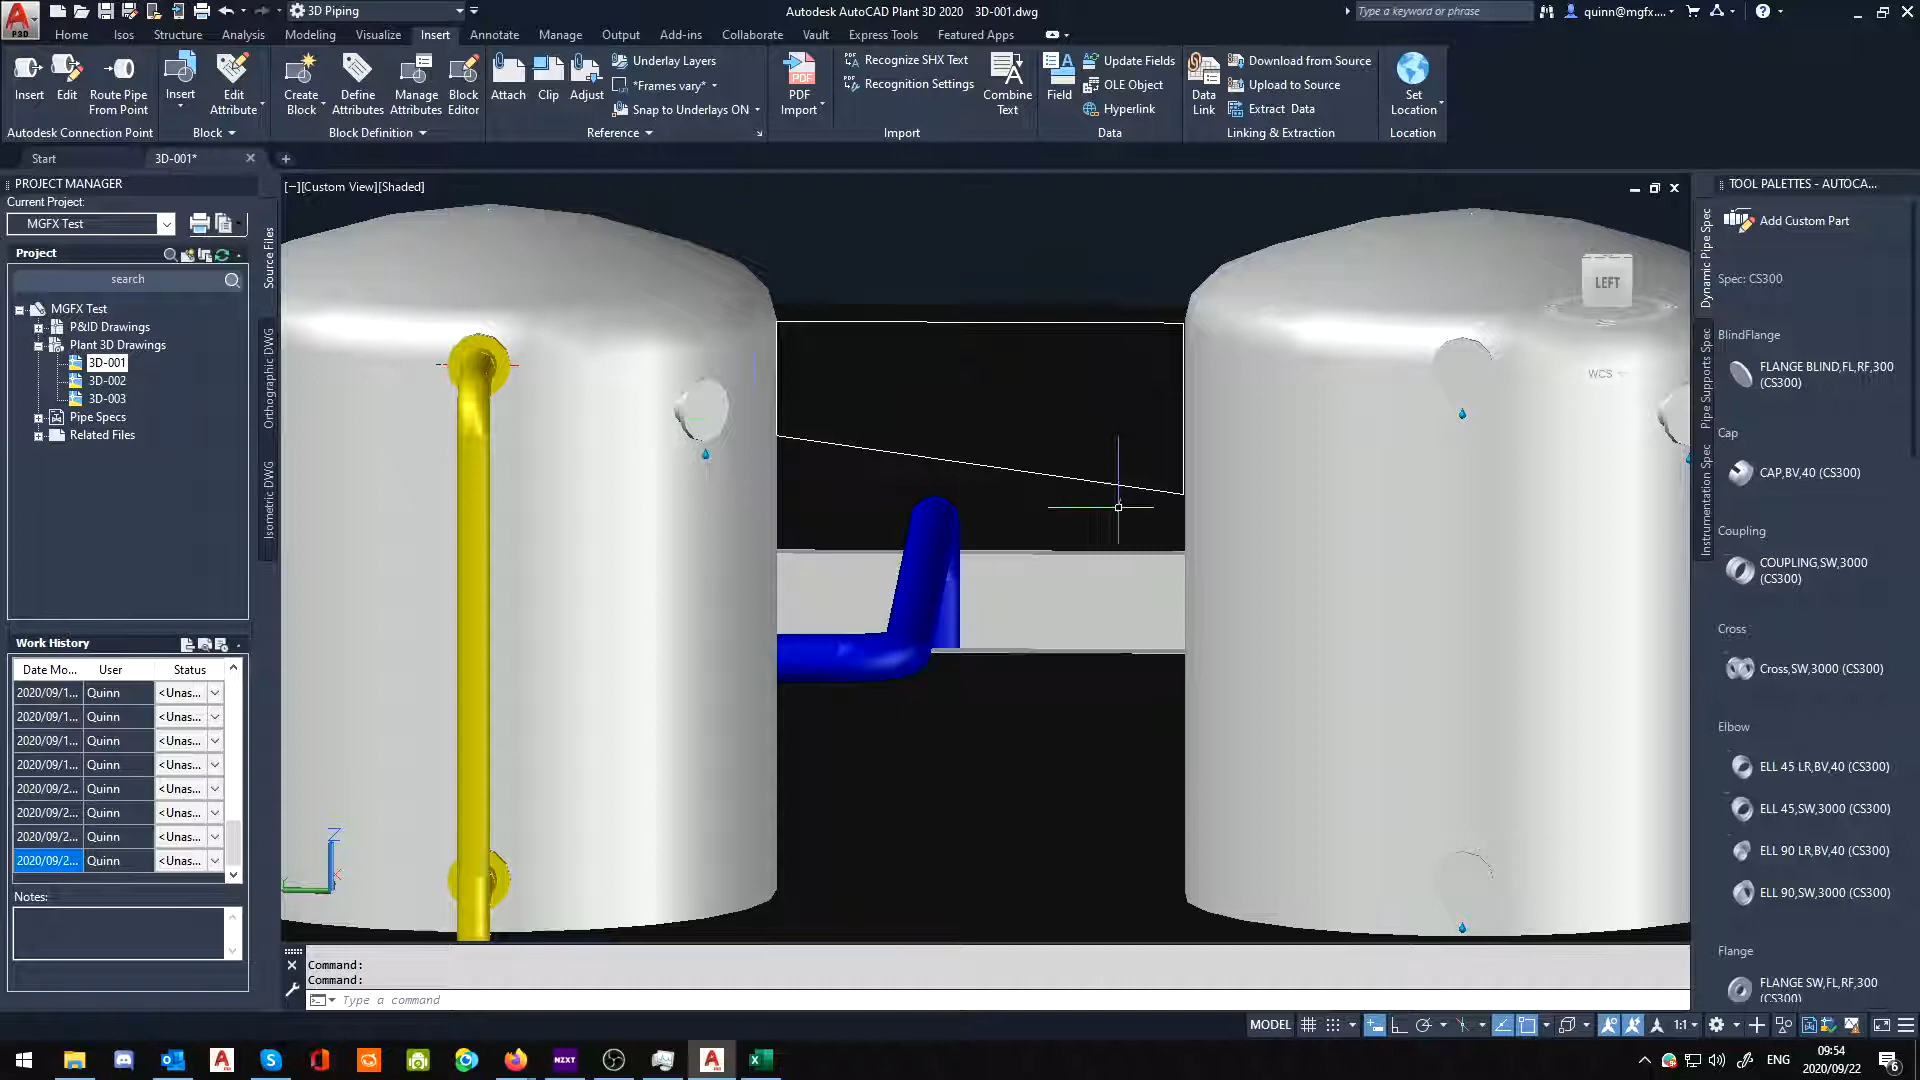 3D Piping
Autodesk AutoCAD Plant 3D 2020 3D-001.dwg
Type a keyword or phrase
quinn@mgfx....
P3D
Home Isos Structure Analysis Modeling Visualize Insert Annotate Manage Output Add-ins Collaborate Vault Express Tools Featured Apps
Insert Edit Route Pipe From Point
Autodesk Connection Point
Insert Edit Attribute
Block
Create Block Define Attributes Manage Attributes Block Editor
Block Definition
Attach Clip Adjust
Underlay Layers
*Frames vary*
Snap to Underlays ON
Reference
PDF Import
PDF
Recognize SHX Text
Recognition Settings
Combine Text
Import
Field
Update Fields
OLE Object
Hyperlink
Data
Data Link
Download from Source
Upload to Source
Extract Data
Linking & Extraction
Set Location
Location
Start 3D-001*
PROJECT MANAGER
Current Project:
MGFX Test
Project
search
MGFX Test
P&ID Drawings
Plant 3D Drawings
3D-001
3D-002
3D-003
Pipe Specs
Related Files
Source Files
Orthographic DWG
Isometric DWG
Work History
Date Mo... User Status
2020/09/1... Quinn <Unas...
2020/09/1... Quinn <Unas...
2020/09/1... Quinn <Unas...
2020/09/1... Quinn <Unas...
2020/09/2... Quinn <Unas...
2020/09/2... Quinn <Unas...
2020/09/2... Quinn <Unas...
2020/09/2... Quinn <Unas...
Notes:
[−][Custom View][Shaded]
LEFT
WCS
Z
X
Command:
Command:
Type a command
TOOL PALETTES - AUTOCA...
Dynamic Pipe Spec
Pipe Supports Spec
Instrumentation Spec
Add Custom Part
Spec: CS300
BlindFlange
FLANGE BLIND,FL,RF,300
(CS300)
Cap
CAP,BV,40 (CS300)
Coupling
COUPLING,SW,3000
(CS300)
Cross
Cross,SW,3000 (CS300)
Elbow
ELL 45 LR,BV,40 (CS300)
ELL 45,SW,3000 (CS300)
ELL 90 LR,BV,40 (CS300)
ELL 90,SW,3000 (CS300)
Flange
FLANGE SW,FL,RF,300
(CS300)
MODEL
1:1
NZXT
ENG
09:54
2020/09/22
6